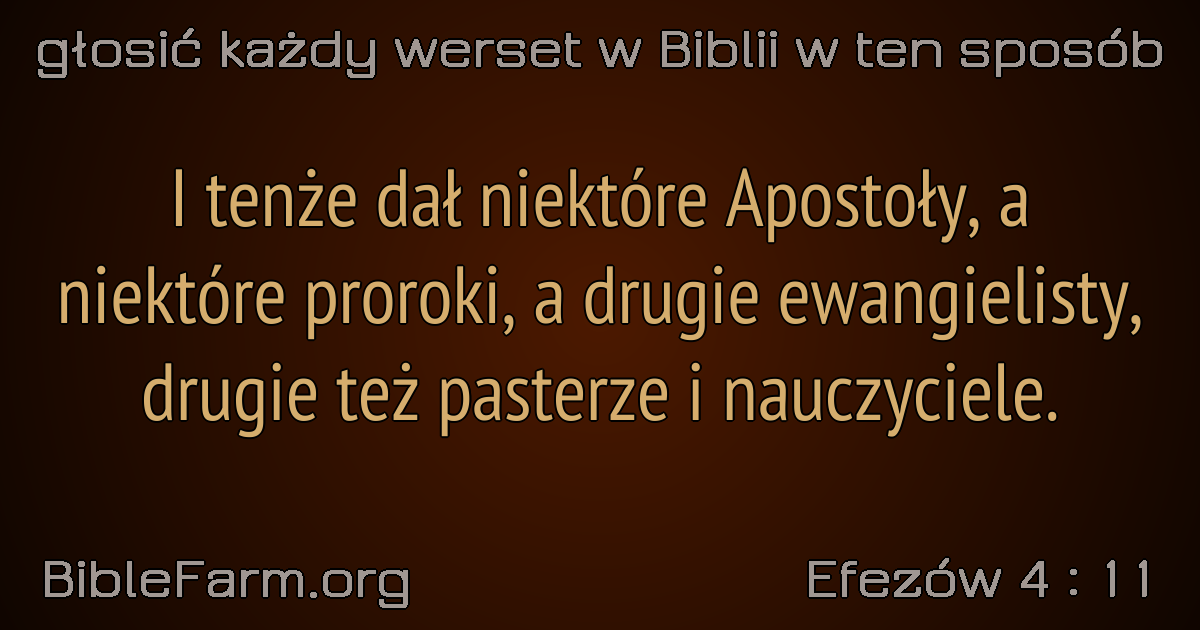 głosić każdy werset w Biblii w ten sposób
I tenże dał niektóre Apostoły, a
niektóre proroki, a drugie ewangielisty,
drugie też pasterze i nauczyciele.
BibleFarm.org
Efezów 4 : 11